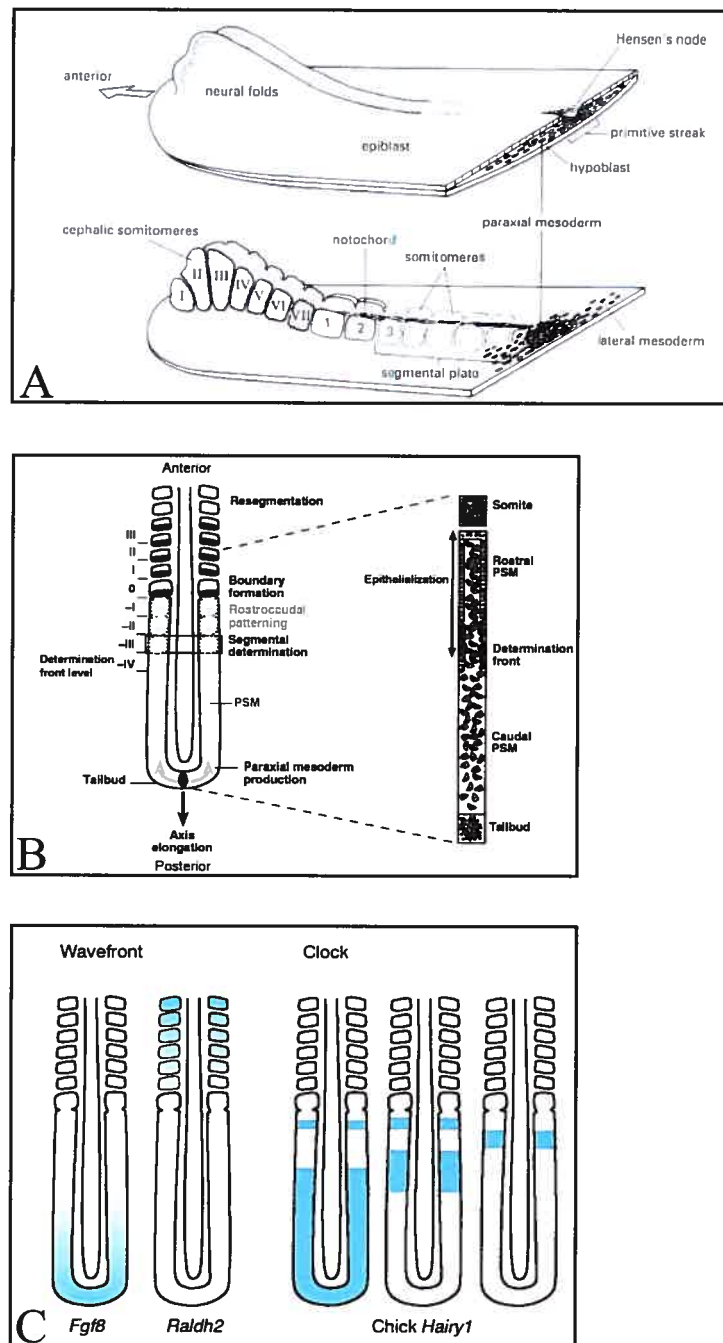 Hensen's node
anterior
neural folds
primitive streak
epiblast
hypoblast
paraxial mesoderm
cephalic somitomeres
notochord
somitomeres
I II III IV V VI VII 1 2 3
lateral mesoderm
segmental plate
A
Anterior
Resegmentation
Somite
III
II
I
0
–I
–II
–III
–IV
Boundary
formation
Rostrocaudal
patterning
Segmental
determination
Determination
front level
PSM
Paraxial mesoderm
production
Tailbud
Axis
elongation
Posterior
Epithelialization
Rostral
PSM
Determination
front
Caudal
PSM
Tailbud
B
Wavefront
Clock
Fgf8
Raldh2
Chick Hairy1
C